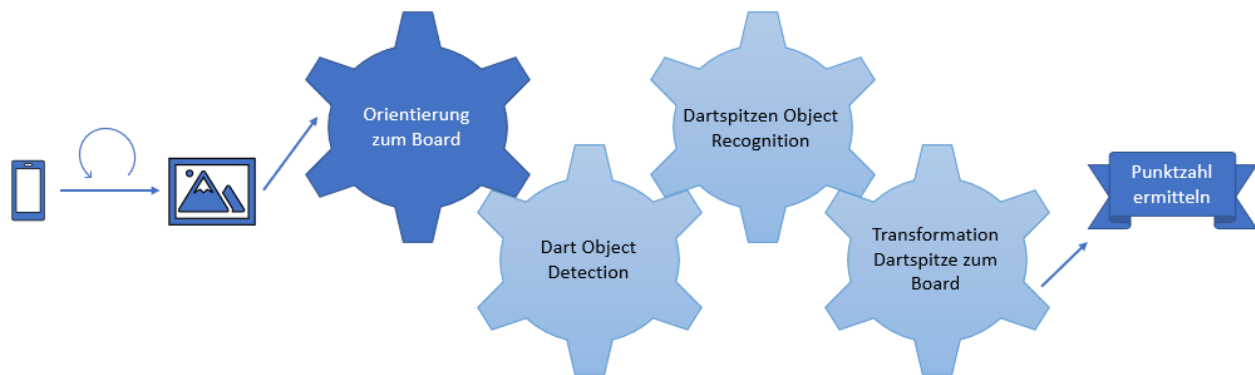 Orientierung
zum Board
Dart Object
Detection
Dartspitzen Object
Recognition
Transformation
Dartspitze zum
Board
Punktzahl
ermitteln